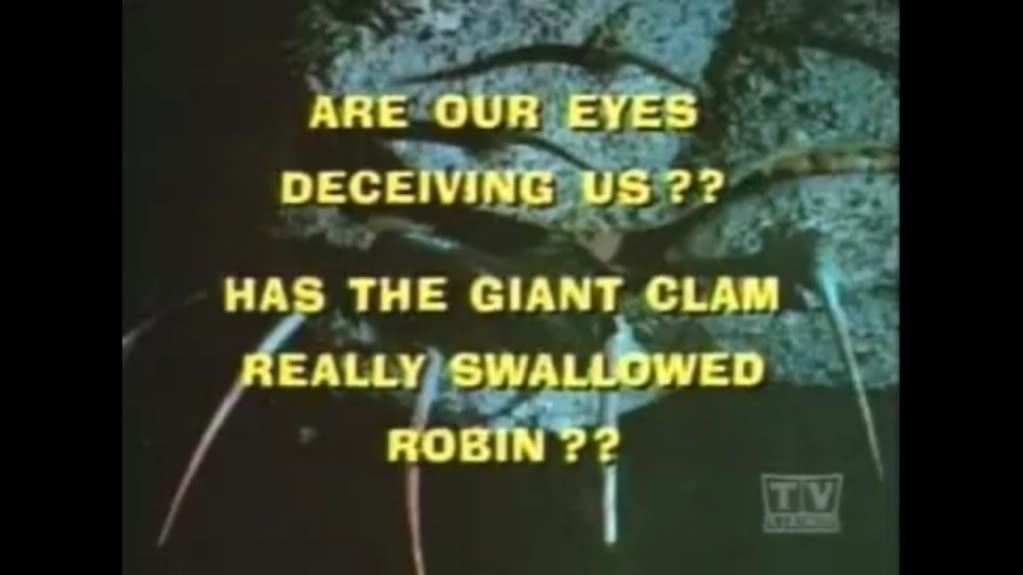 ARE OUR EYES
DECEIVING US??
HAS THE GIANT CLAM
REALLY SWALLOWED
ROBIN??
TV